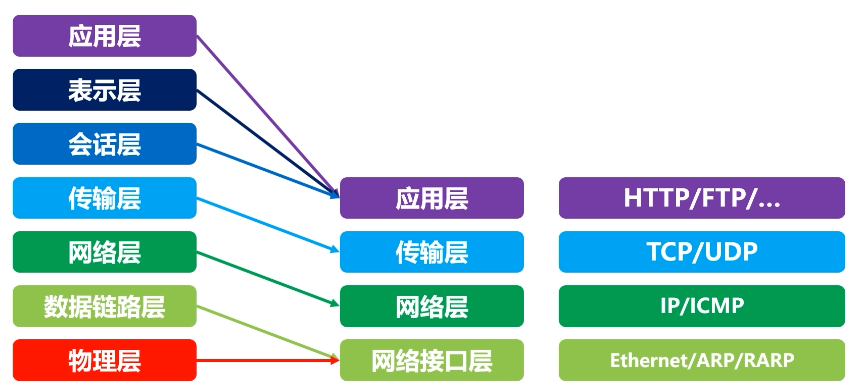 应用层
表示层
会话层
传输层
网络层
数据链路层
物理层
应用层
传输层
网络层
网络接口层
HTTP/FTP/...
TCP/UDP
IP/ICMP
Ethernet/ARP/RARP